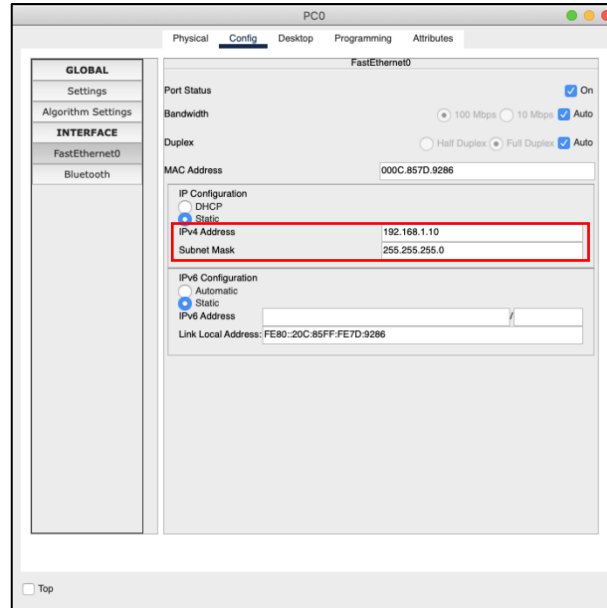 PC0
Physical Config Desktop Programming Attributes
GLOBAL
Settings
Algorithm Settings
INTERFACE
FastEthernet0
Bluetooth
FastEthernet0
Port Status On
Bandwidth 100 Mbps 10 Mbps Auto
Duplex Half Duplex Full Duplex Auto
MAC Address 000C.857D.9286
IP Configuration
DHCP
Static
IPv4 Address 192.168.1.10
Subnet Mask 255.255.255.0
IPv6 Configuration
Automatic
Static
IPv6 Address /
Link Local Address: FE80::20C:85FF:FE7D:9286
Top